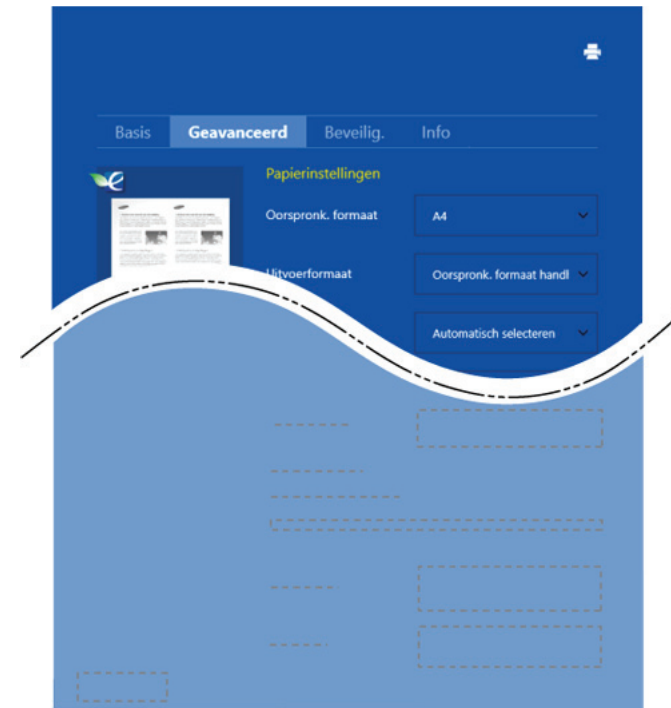 Basis Geavanceerd Beveilig. Info
Papierinstellingen
Oorspronk. formaat A4
Uitvoerformaat Oorspronk. formaat handl
Automatisch selecteren